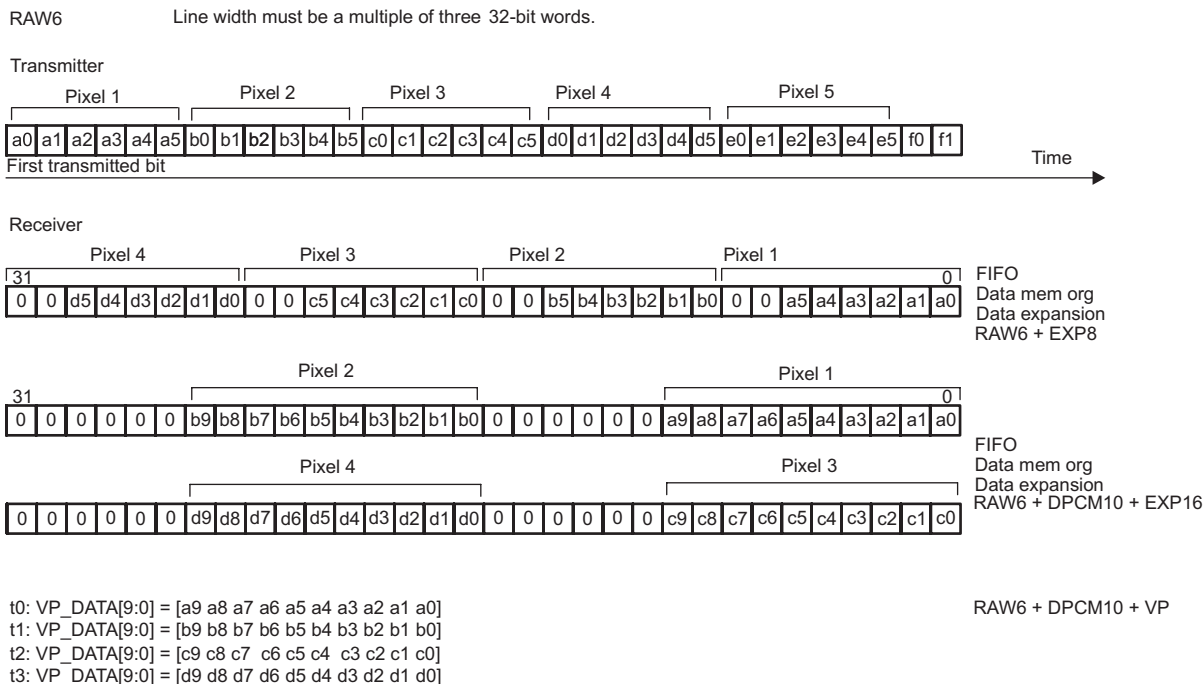 RAW6 Line width must be a multiple of three 32-bit words.
Transmitter
Pixel 1 Pixel 2 Pixel 3 Pixel 4 Pixel 5
a0 a1 a2 a3 a4 a5 b0 b1 b2 b3 b4 b5 c0 c1 c2 c3 c4 c5 d0 d1 d2 d3 d4 d5 e0 e1 e2 e3 e4 e5 f0 f1
First transmitted bit Time
Receiver
Pixel 4 Pixel 3 Pixel 2 Pixel 1
31 0
0 0 d5 d4 d3 d2 d1 d0 0 0 c5 c4 c3 c2 c1 c0 0 0 b5 b4 b3 b2 b1 b0 0 0 a5 a4 a3 a2 a1 a0
FIFO
Data mem org
Data expansion
RAW6 + EXP8
Pixel 2 Pixel 1
31 0
0 0 0 0 0 0 b9 b8 b7 b6 b5 b4 b3 b2 b1 b0 0 0 0 0 0 0 a9 a8 a7 a6 a5 a4 a3 a2 a1 a0
Pixel 4 Pixel 3
0 0 0 0 0 0 d9 d8 d7 d6 d5 d4 d3 d2 d1 d0 0 0 0 0 0 0 c9 c8 c7 c6 c5 c4 c3 c2 c1 c0
FIFO
Data mem org
Data expansion
RAW6 + DPCM10 + EXP16
t0: VP_DATA[9:0] = [a9 a8 a7 a6 a5 a4 a3 a2 a1 a0] RAW6 + DPCM10 + VP
t1: VP_DATA[9:0] = [b9 b8 b7 b6 b5 b4 b3 b2 b1 b0]
t2: VP_DATA[9:0] = [c9 c8 c7 c6 c5 c4 c3 c2 c1 c0]
t3: VP_DATA[9:0] = [d9 d8 d7 d6 d5 d4 d3 d2 d1 d0]